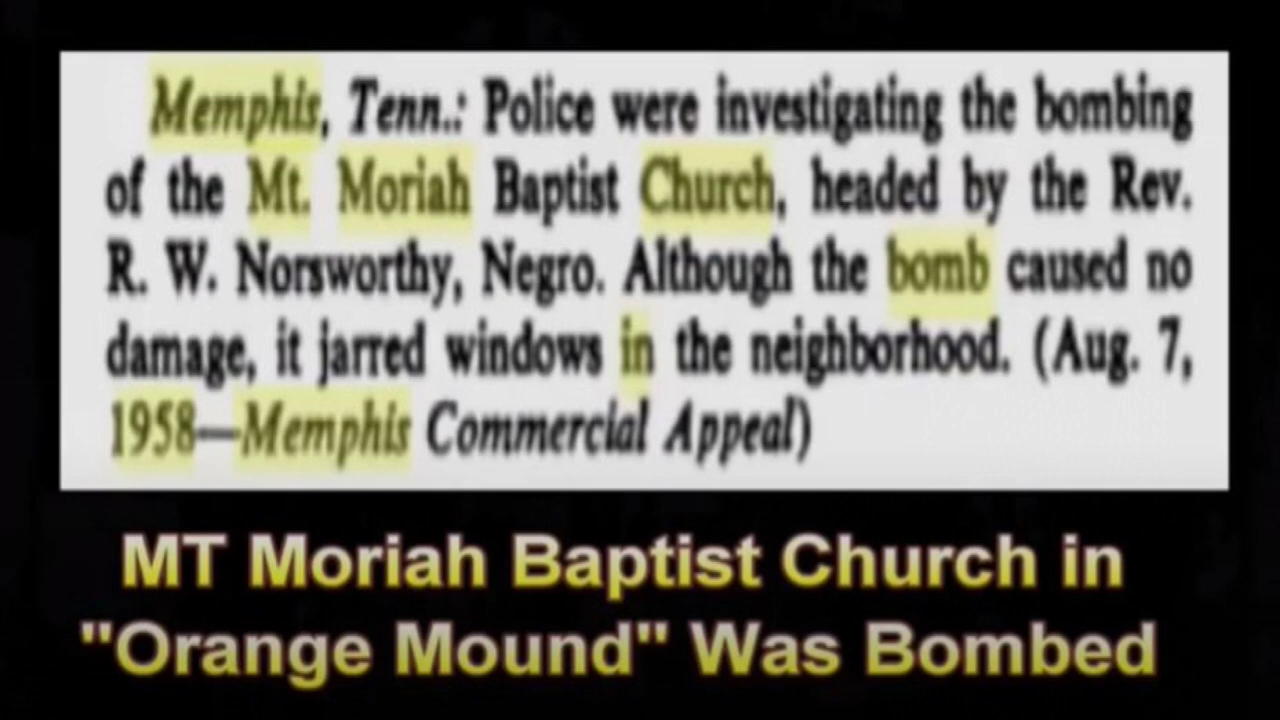 Memphis, Tenn.: Police were investigating the bombing
of the Mt. Moriah Baptist Church, headed by the Rev.
R. W. Norsworthy, Negro. Although the bomb caused no
damage, it jarred windows in the neighborhood. (Aug. 7,
1958—Memphis Commercial Appeal)
MT Moriah Baptist Church in
"Orange Mound" Was Bombed